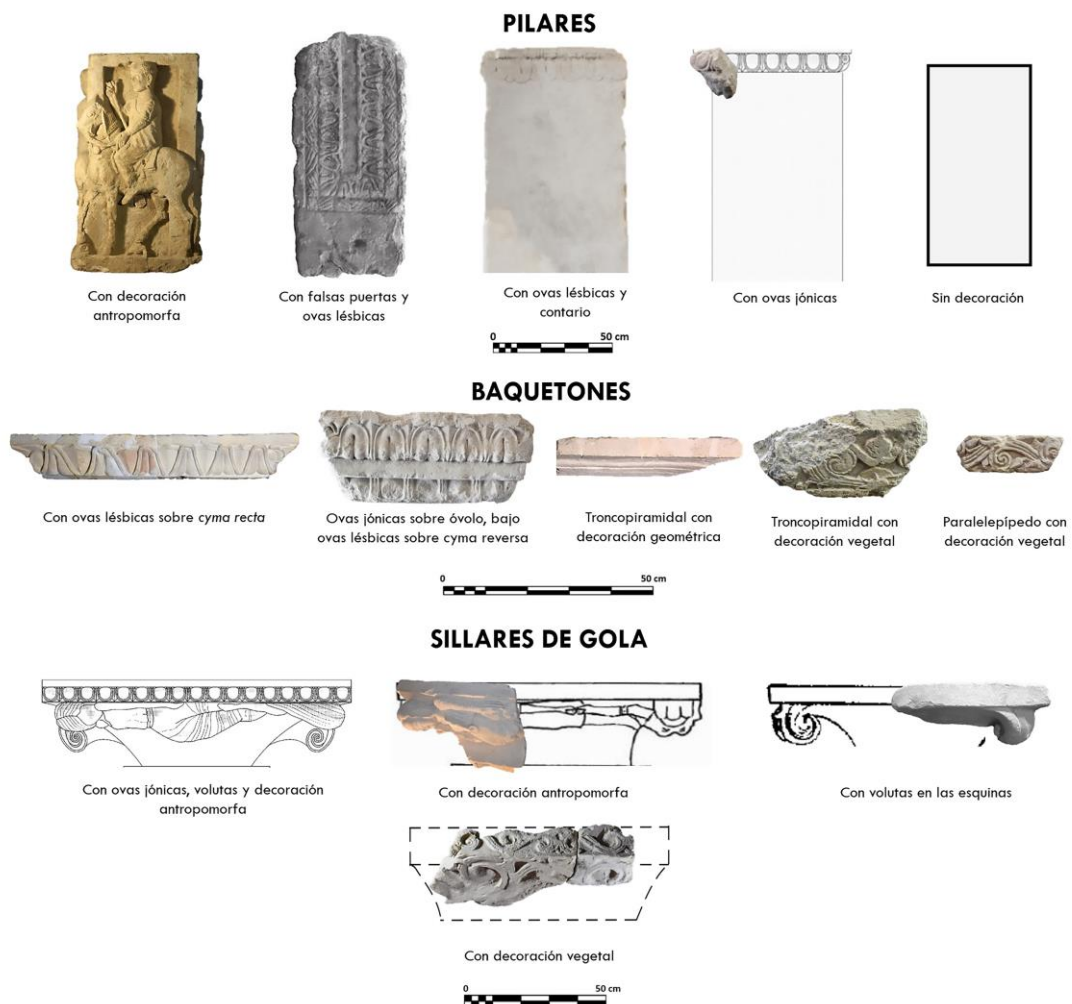 PILARES
Con decoración
antropomorfa
Con falsas puertas y
ovas lésbicas
Con ovas lésbicas y
contario
Con ovas jónicas
Sin decoración
0 50 cm
BAQUETONES
Con ovas lésbicas sobre cyma recta
Ovas jónicas sobre óvolo, bajo
ovas lésbicas sobre cyma reversa
Troncopiramidal con
decoración geométrica
Troncopiramidal con
decoración vegetal
Paralelepípedo con
decoración vegetal
0 50 cm
SILLARES DE GOLA
Con ovas jónicas, volutas y decoración
antropomorfa
Con decoración antropomorfa
Con volutas en las esquinas
Con decoración vegetal
0 50 cm